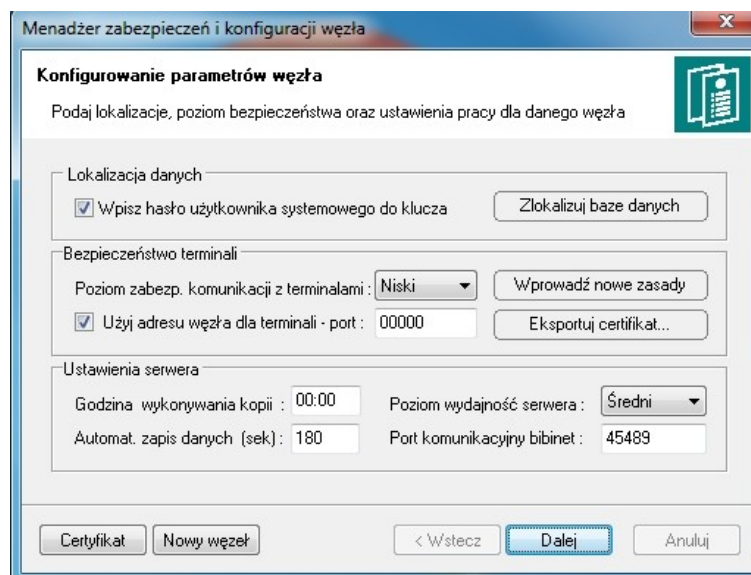 Menadżer zabezpieczeń i konfiguracji węzła
Konfigurowanie parametrów węzła
Podaj lokalizacje, poziom bezpieczeństwa oraz ustawienia pracy dla danego węzła
Lokalizacja danych
Wpisz hasło użytkownika systemowego do klucza Zlokalizuj baze danych
Bezpieczeństwo terminali
Poziom zabezp. komunikacji z terminalami : Niski Wprowadź nowe zasady
Użyj adresu węzła dla terminali - port : 00000 Eksportuj certifikat...
Ustawienia serwera
Godzina wykonywania kopii : 00:00 Poziom wydajność serwera : Średni
Automat. zapis danych (sek) : 180 Port komunikacyjny bibinet : 45489
Certyfikat Nowy węzeł < Wstecz Dalej Anuluj